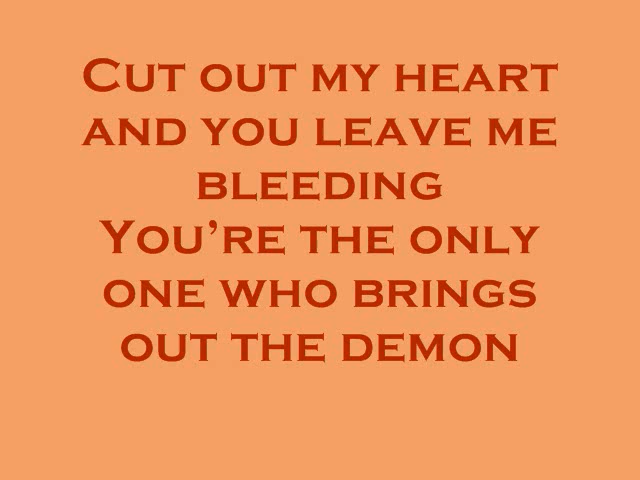 Cut out my heart
and you leave me
bleeding
You're the only
one who brings
out the demon